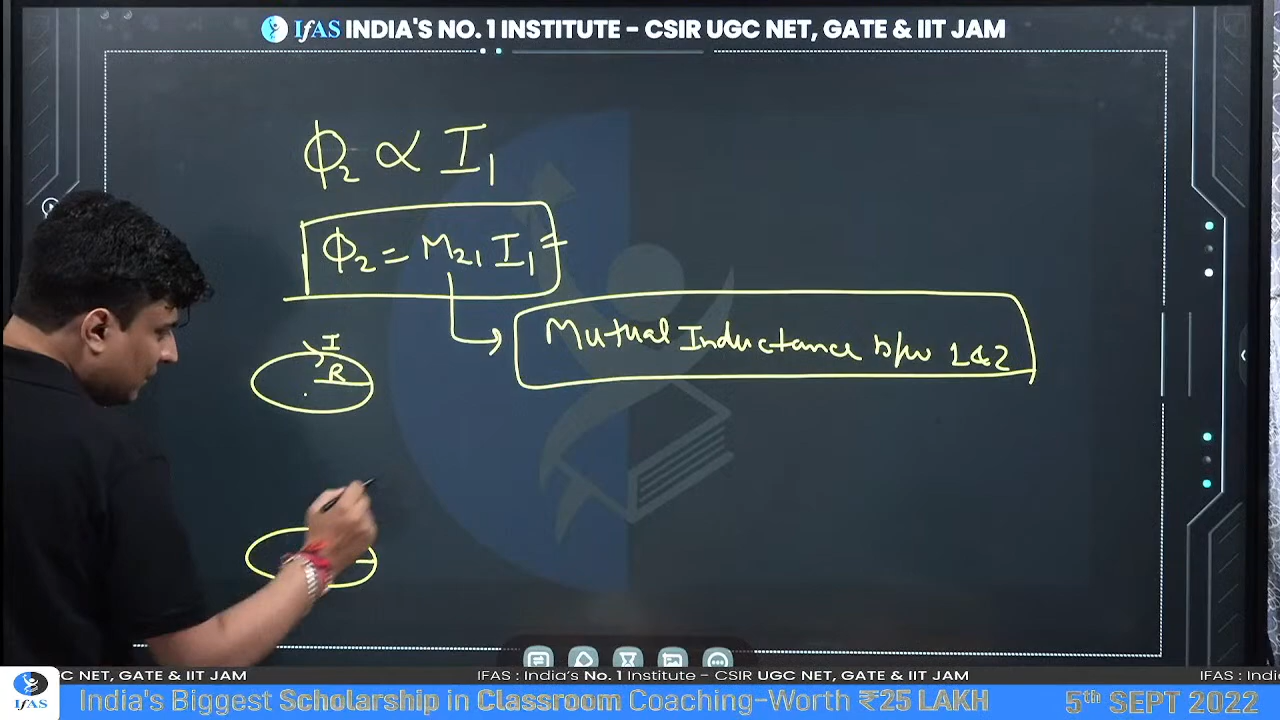 IFAS INDIA'S NO. 1 INSTITUTE - CSIR UGC NET, GATE & IIT JAM
ϕ₂ ∝ I₁
ϕ₂ = M₂₁ I₁
Mutual Inductance b/w 1 & 2
I
R
C NET, GATE & IIT JAM IFAS : India's No. 1 Institute - CSIR UGC NET, GATE & IIT JAM IFAS : Indi
IFAS India's Biggest Scholarship in Classroom Coaching-Worth ₹25 LAKH 5th SEPT 2022